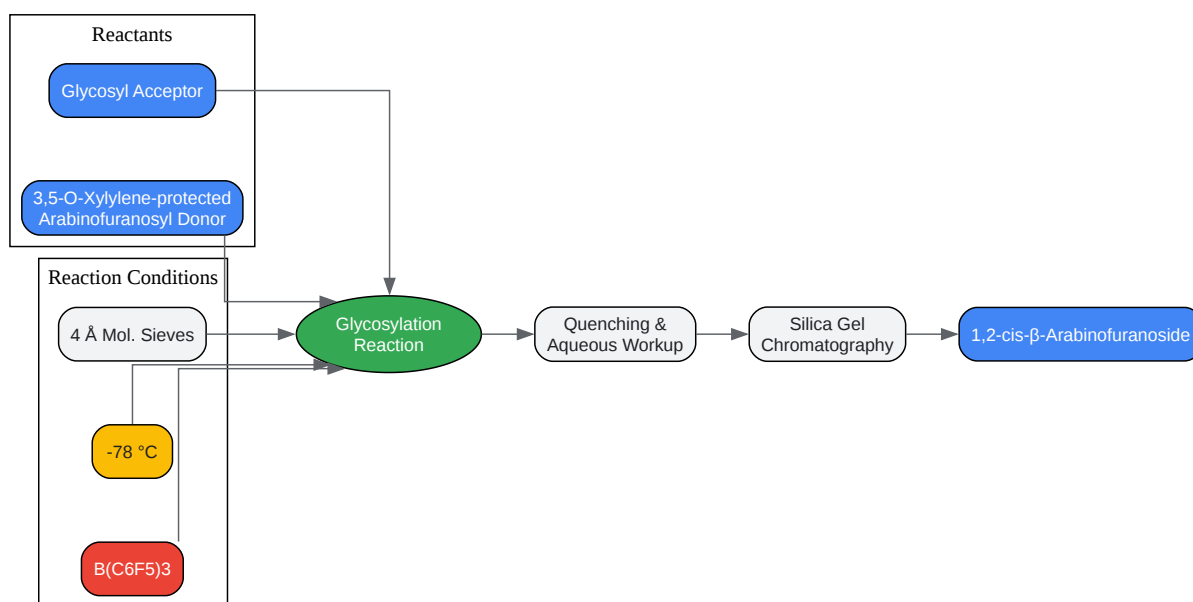 Reactants
Glycosyl Acceptor
3,5-O-Xylylene-protected
Arabinofuranosyl Donor
Reaction Conditions
4 Å Mol. Sieves
-78 °C
B(C6F5)3
Glycosylation
Reaction
Quenching &
Aqueous Workup
Silica Gel
Chromatography
1,2-cis-β-Arabinofuranoside